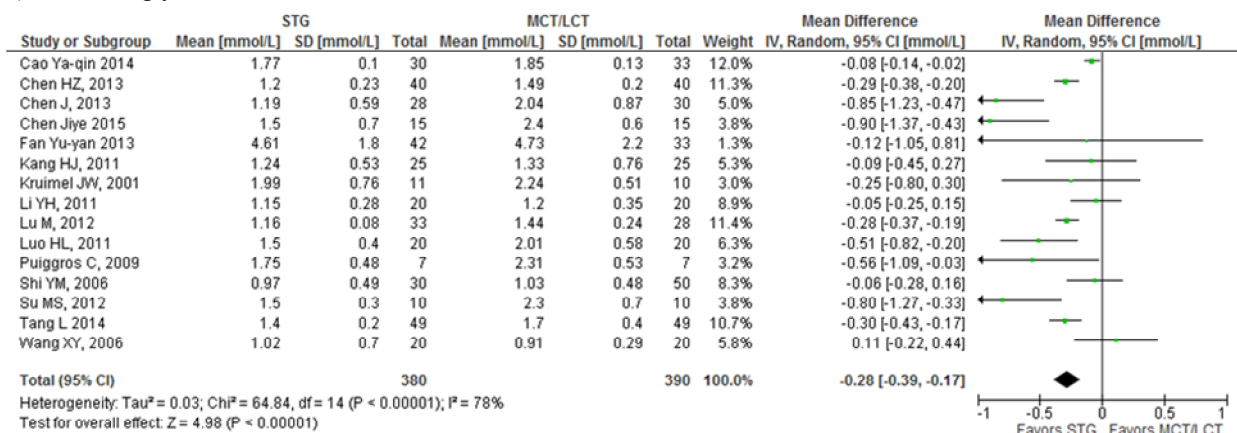 STG MCT/LCT Mean Difference Mean Difference
Study or Subgroup Mean [mmol/L] SD [mmol/L] Total Mean [mmol/L] SD [mmol/L] Total Weight IV, Random, 95% CI [mmol/L] IV, Random, 95% CI [mmol/L]
Cao Ya-qin 2014 1.77 0.1 30 1.85 0.13 33 12.0% -0.08 [-0.14, -0.02]
Chen HZ, 2013 1.2 0.23 40 1.49 0.2 40 11.3% -0.29 [-0.38, -0.20]
Chen J, 2013 1.19 0.59 28 2.04 0.87 30 5.0% -0.85 [-1.23, -0.47]
Chen Jiye 2015 1.5 0.7 15 2.4 0.6 15 3.8% -0.90 [-1.37, -0.43]
Fan Yu-yan 2013 4.61 1.8 42 4.73 2.2 33 1.3% -0.12 [-1.05, 0.81]
Kang HJ, 2011 1.24 0.53 25 1.33 0.76 25 5.3% -0.09 [-0.45, 0.27]
Kruimel JW, 2001 1.99 0.76 11 2.24 0.51 10 3.0% -0.25 [-0.80, 0.30]
Li YH, 2011 1.15 0.28 20 1.2 0.35 20 8.9% -0.05 [-0.25, 0.15]
Lu M, 2012 1.16 0.08 33 1.44 0.24 28 11.4% -0.28 [-0.37, -0.19]
Luo HL, 2011 1.5 0.4 20 2.01 0.58 20 6.3% -0.51 [-0.82, -0.20]
Puiggros C, 2009 1.75 0.48 7 2.31 0.53 7 3.2% -0.56 [-1.09, -0.03]
Shi YM, 2006 0.97 0.49 30 1.03 0.48 50 8.3% -0.06 [-0.28, 0.16]
Su MS, 2012 1.5 0.3 10 2.3 0.7 10 3.8% -0.80 [-1.27, -0.33]
Tang L 2014 1.4 0.2 49 1.7 0.4 49 10.7% -0.30 [-0.43, -0.17]
Wang XY, 2006 1.02 0.7 20 0.91 0.29 20 5.8% 0.11 [-0.22, 0.44]
Total (95% CI) 380 390 100.0% -0.28 [-0.39, -0.17]
Heterogeneity: Tau² = 0.03; Chi² = 64.84, df = 14 (P < 0.00001); I² = 78%
Test for overall effect: Z = 4.98 (P < 0.00001)
-1 -0.5 0 0.5 1
Favors STG Favors MCT/LCT